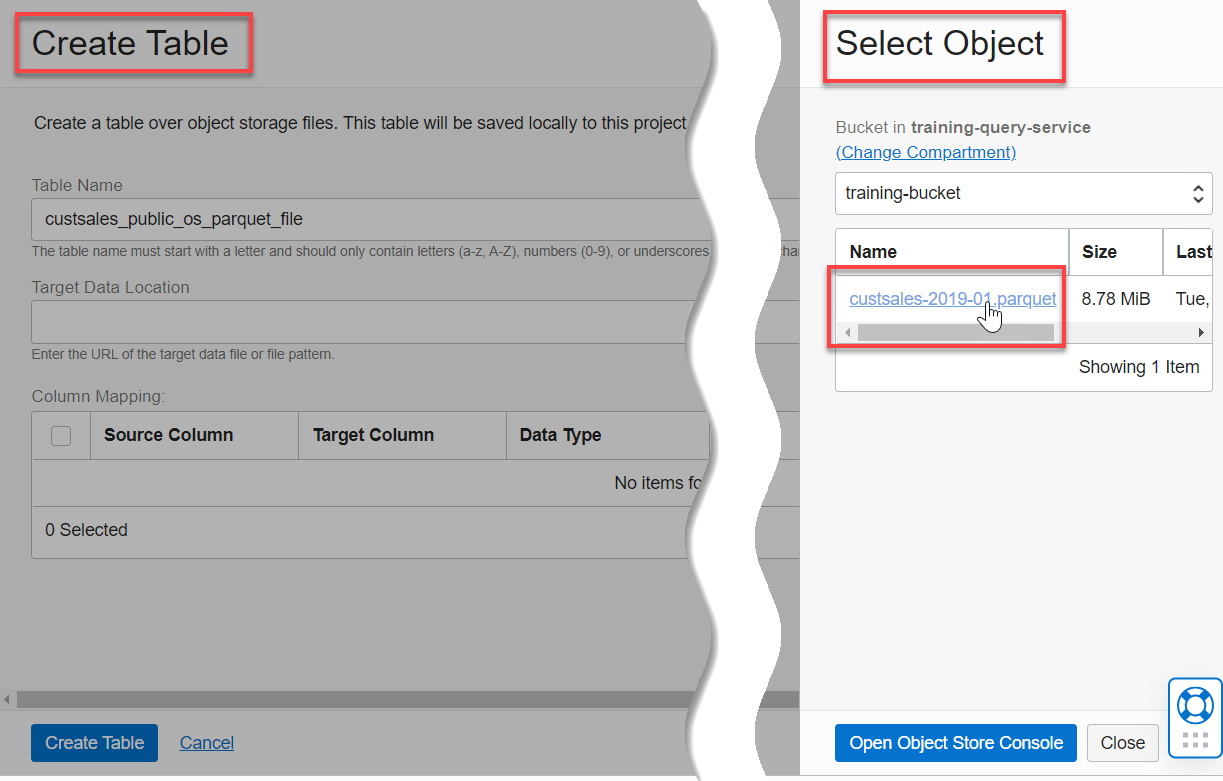 Create Table
Create a table over object storage files. This table will be saved locally to this project
Table Name
custsales_public_os_parquet_file
The table name must start with a letter and should only contain letters (a-z, A-Z), numbers (0-9), or underscores
Target Data Location
Enter the URL of the target data file or file pattern.
Column Mapping:
Source Column Target Column Data Type
No items
0 Selected
Create Table Cancel
Select Object
Bucket in training-query-service
(Change Compartment)
training-bucket
Name Size Last
custsales-2019-01.parquet 8.78 MiB Tue,
Showing 1 Item
Open Object Store Console Close